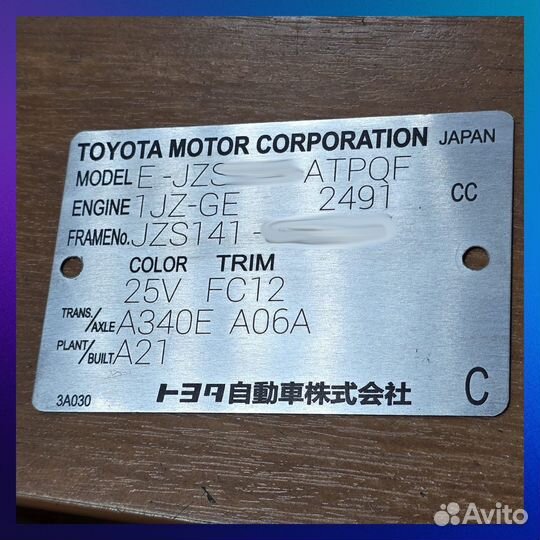 TOYOTA MOTOR CORPORATION JAPAN
MODEL E-JZS ATPQF
ENGINE 1JZ-GE 2491 CC
FRAMENo. JZS141-
COLOR TRIM
25V FC12
TRANS./AXLE A340E A06A
PLANT/BUILT A21
3A030 トヨタ自動車株式会社 C
Avito